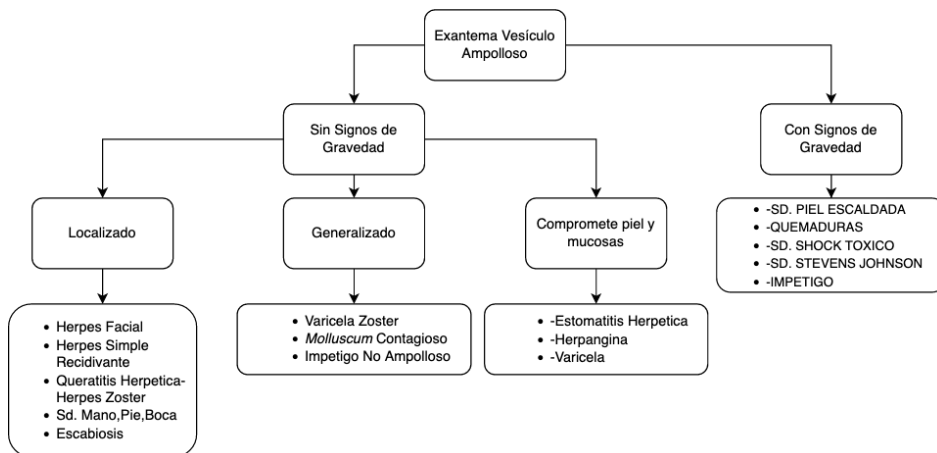 Exantema Vesículo
Ampolloso
Sin Signos de
Gravedad
Con Signos de
Gravedad
Localizado
Generalizado
Compromete piel y
mucosas
-SD. PIEL ESCALDADA
-QUEMADURAS
-SD. SHOCK TOXICO
-SD. STEVENS JOHNSON
-IMPETIGO
Herpes Facial
Herpes Simple
Recidivante
Queratitis Herpetica-
Herpes Zoster
Sd. Mano,Pie,Boca
Escabiosis
Varicela Zoster
Molluscum Contagioso
Impetigo No Ampolloso
-Estomatitis Herpetica
-Herpangina
-Varicela